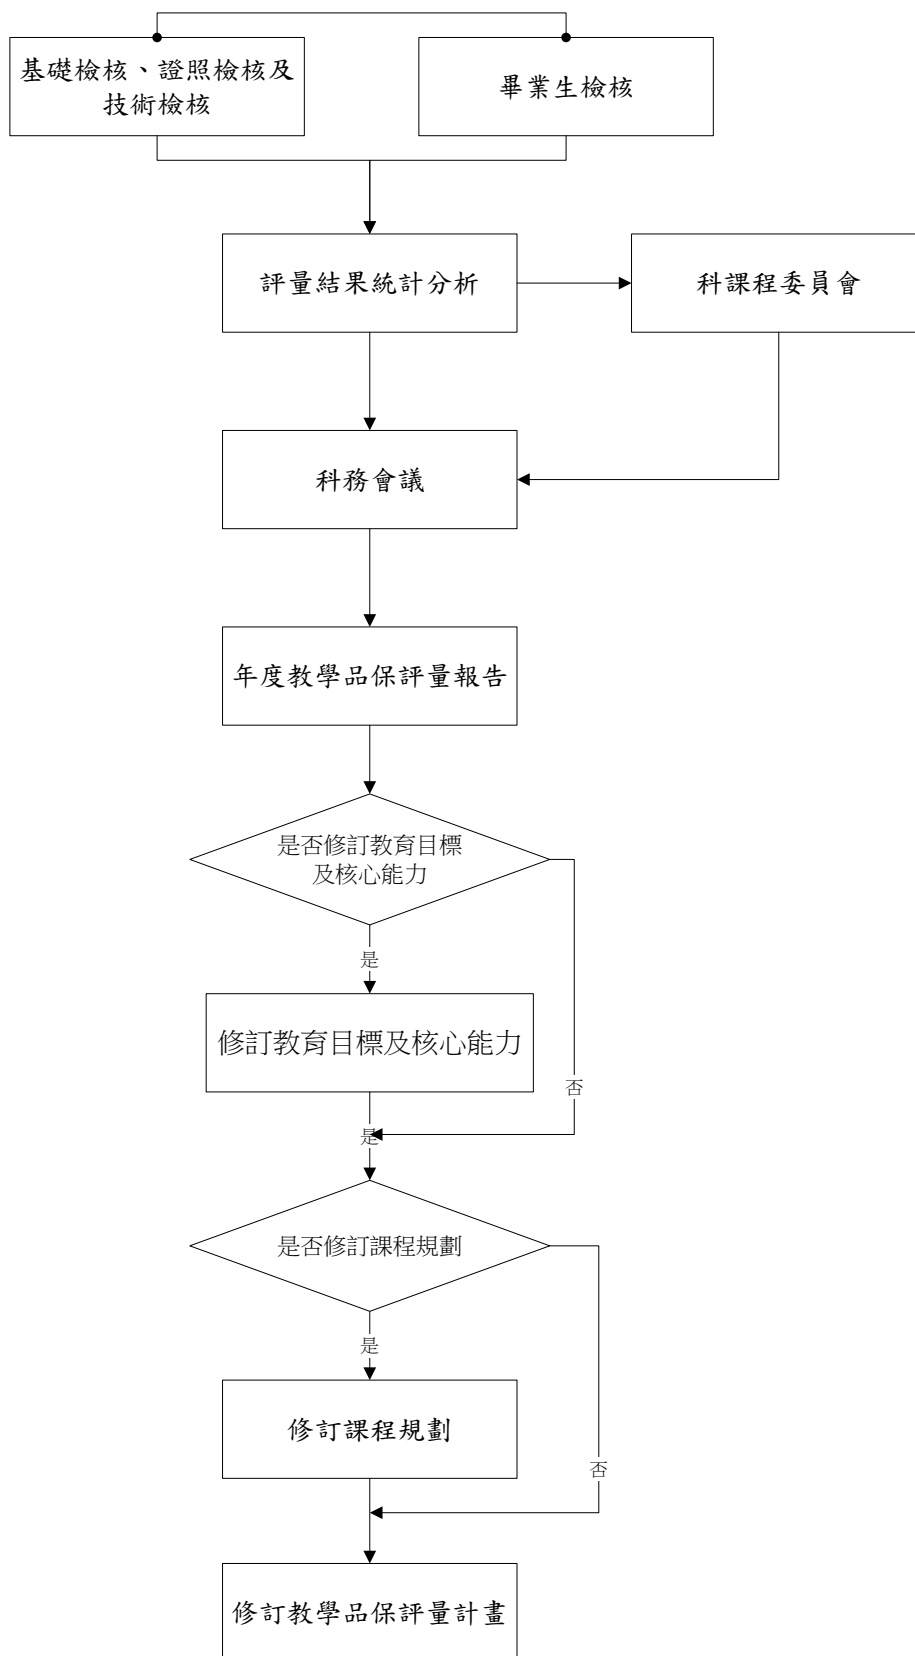 基礎檢核、證照檢核及
技術檢核
畢業生檢核
評量結果統計分析
科課程委員會
科務會議
年度教學品保評量報告
是否修訂教育目標
及核心能力
是
修訂教育目標及核心能力
否
是
是否修訂課程規劃
是
修訂課程規劃
否
修訂教學品保評量計畫